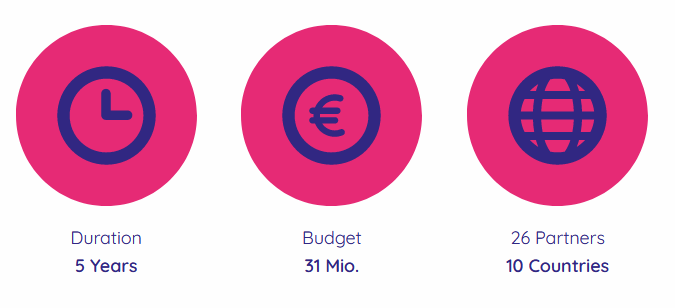 Duration
5 Years
Budget
31 Mio.
26 Partners
10 Countries